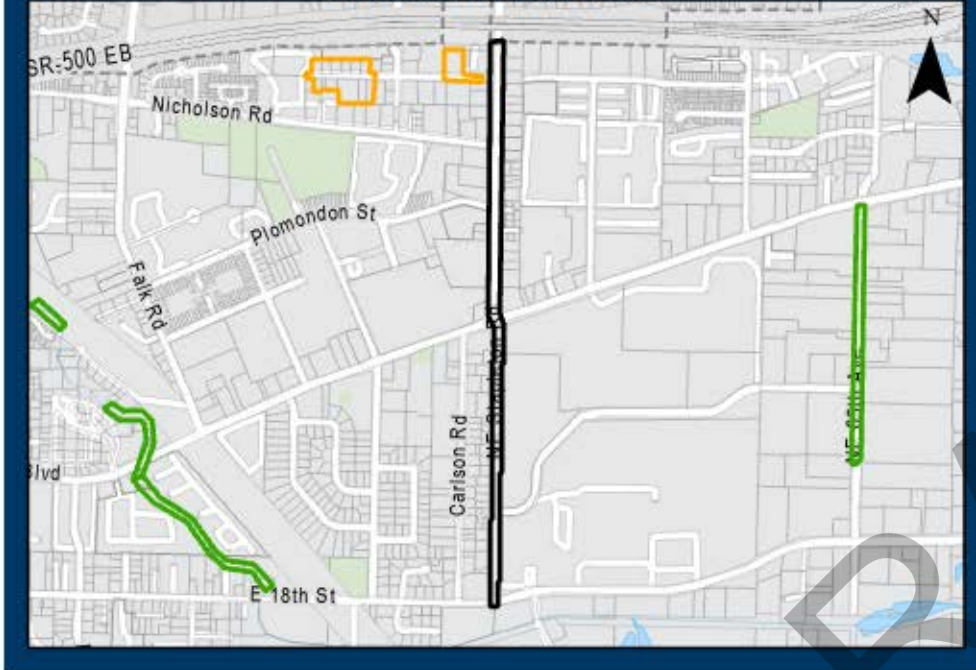 N
SR-500 EB
Nicholson Rd
Plomondon St
Falk Rd
Carlson Rd
Blvd
E 18th St